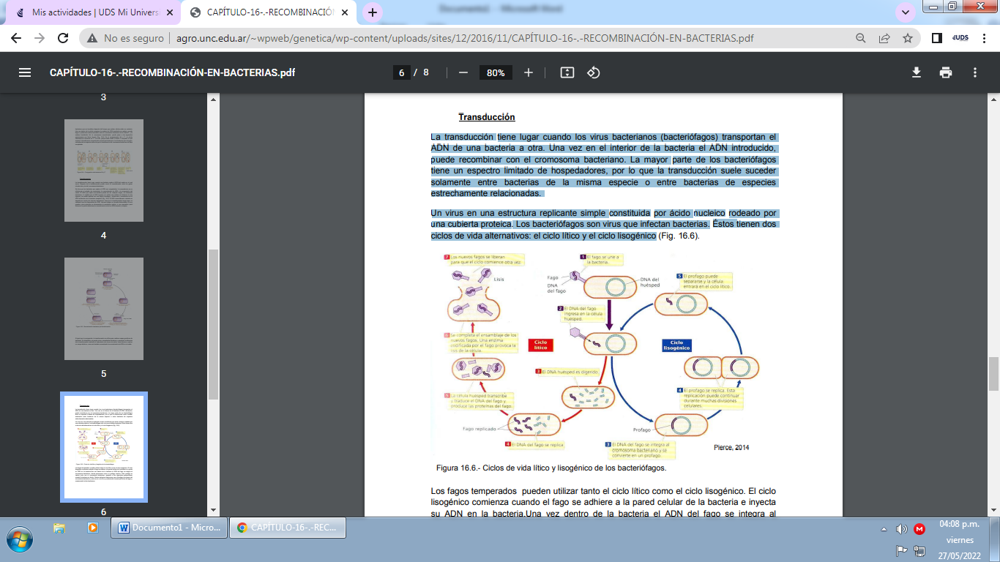 Documento1 - Microsoft Word
Mis actividades | UDS Mi Univers
CAPÍTULO-16-.-RECOMBINACIÓN
No es seguro
agro.unc.edu.ar/~wpweb/genetica/wp-content/uploads/sites/12/2016/11/CAPÍTULO-16-.-RECOMBINACIÓN-EN-BACTERIAS.pdf
UDS
CAPÍTULO-16-.-RECOMBINACIÓN-EN-BACTERIAS.pdf
6 / 8
80%
3
4
5
6
Transducción
La transducción tiene lugar cuando los virus bacterianos (bacteriófagos) transportan el
ADN de una bacteria a otra. Una vez en el interior de la bacteria el ADN introducido,
puede recombinar con el cromosoma bacteriano. La mayor parte de los bacteriófagos
tiene un espectro limitado de hospedadores, por lo que la transducción suele suceder
solamente entre bacterias de la misma especie o entre bacterias de especies
estrechamente relacionadas.
Un virus en una estructura replicante simple constituida por ácido nucleico rodeado por
una cubierta proteica. Los bacteriófagos son virus que infectan bacterias. Éstos tienen dos
ciclos de vida alternativos: el ciclo lítico y el ciclo lisogénico (Fig. 16.6).
7 Los nuevos fagos se liberan
para que el ciclo comience otra vez.
Lisis
1 El fago se une a
la bacteria.
Fago
DNA
del fago
DNA del
huésped
5 El profago puede
separarse y la célula
entrará en el ciclo lítico.
2 El DNA del fago
ingresa en la célula
huésped.
6 Se completa el ensamblaje de los
nuevos fagos. Una enzima
codificada por el fago provoca la
lisis de la célula.
Ciclo
lítico
Ciclo
lisogénico
3 El DNA huésped es digerido.
5 La célula huésped transcribe
y traduce el DNA del fago y
produce las proteínas del fago.
4 El profago se replica. Esta
replicación puede continuar
durante muchas divisiones
celulares.
Fago replicado
Profago
4 El DNA del fago se replica.
3 El DNA del fago se integra al
cromosoma bacteriano y se
convierte en un profago.
Pierce, 2014
Figura 16.6.- Ciclos de vida lítico y lisogénico de los bacteriófagos.
Los fagos temperados pueden utilizar tanto el ciclo lítico como el ciclo lisogénico. El ciclo
lisogénico comienza cuando el fago se adhiere a la pared celular de la bacteria e inyecta
su ADN en la bacteria.Una vez dentro de la bacteria el ADN del fago se integra al
Documento1 - Micro...
CAPÍTULO-16-.-REC...
04:08 p.m.
viernes
27/05/2022